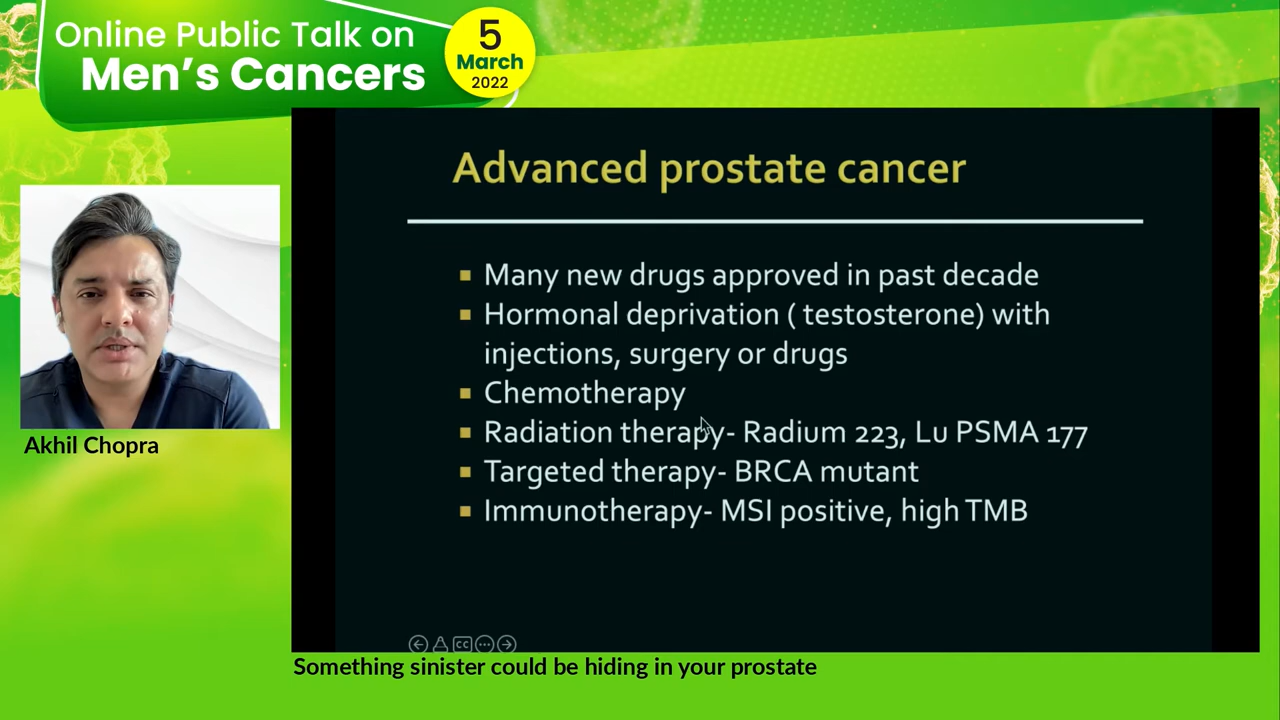 Online Public Talk on
Men's Cancers
5
March
2022
Advanced prostate cancer
Many new drugs approved in past decade
Hormonal deprivation ( testosterone) with
injections, surgery or drugs
Chemotherapy
Radiation therapy- Radium 223, Lu PSMA 177
Targeted therapy- BRCA mutant
Immunotherapy- MSI positive, high TMB
CC
Akhil Chopra
Something sinister could be hiding in your prostate